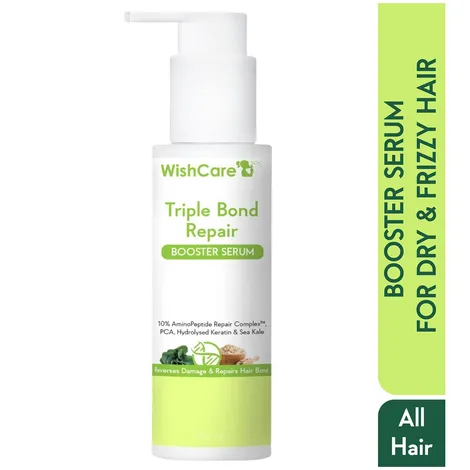 WishCare
Triple Bond
Repair
BOOSTER SERUM
10% AminoPeptide Repair Complex™,
PCA, Hydrolysed Keratin & Sea Kale
Reverses Damage & Repairs Hair Bond
BOOSTER SERUM
FOR DRY & FRIZZY HAIR
All
Hair